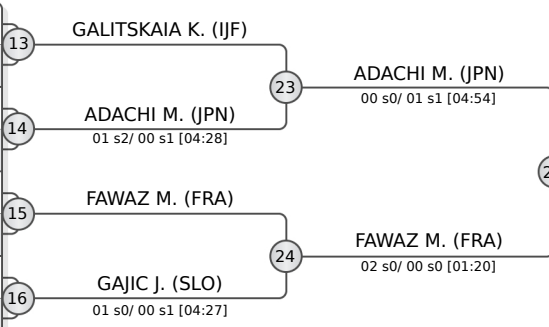 GALITSKAIA K. (IJF)
13
ADACHI M. (JPN)
23
00 s0/ 01 s1 [04:54]
ADACHI M. (JPN)
14
01 s2/ 00 s1 [04:28]
FAWAZ M. (FRA)
15
24
FAWAZ M. (FRA)
02 s0/ 00 s0 [01:20]
GAJIC J. (SLO)
16
01 s0/ 00 s1 [04:27]